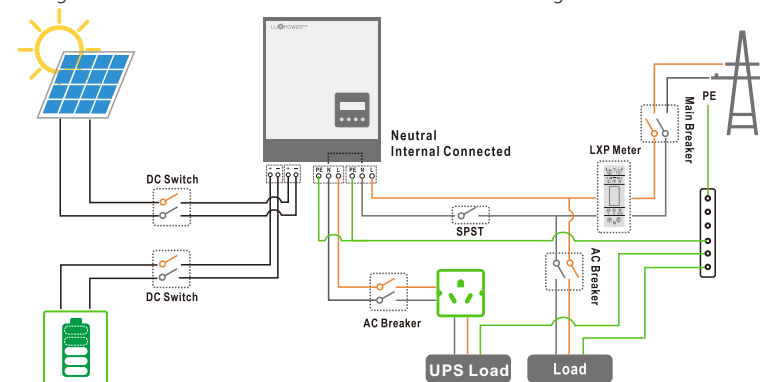 LUXPOWERTEK
PE
Main Breaker
Neutral
Internal Connected
LXP Meter
DC Switch
+ − + −
PE N L PE N L
SPST
AC Breaker
DC Switch
AC Breaker
UPS Load
Load